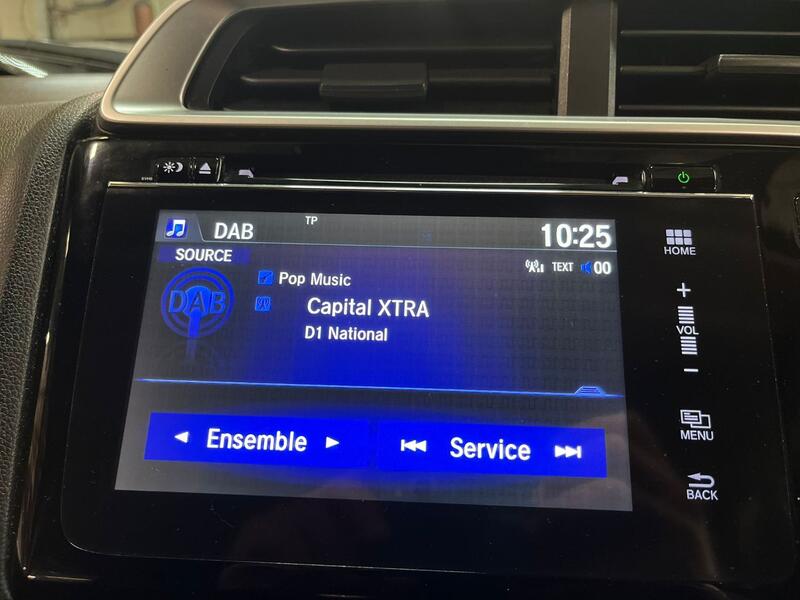 TP
DAB
10:25
SOURCE
TEXT 00
Pop Music
DAB
Capital XTRA
D1 National
Ensemble
Service
HOME
+
VOL
−
MENU
BACK